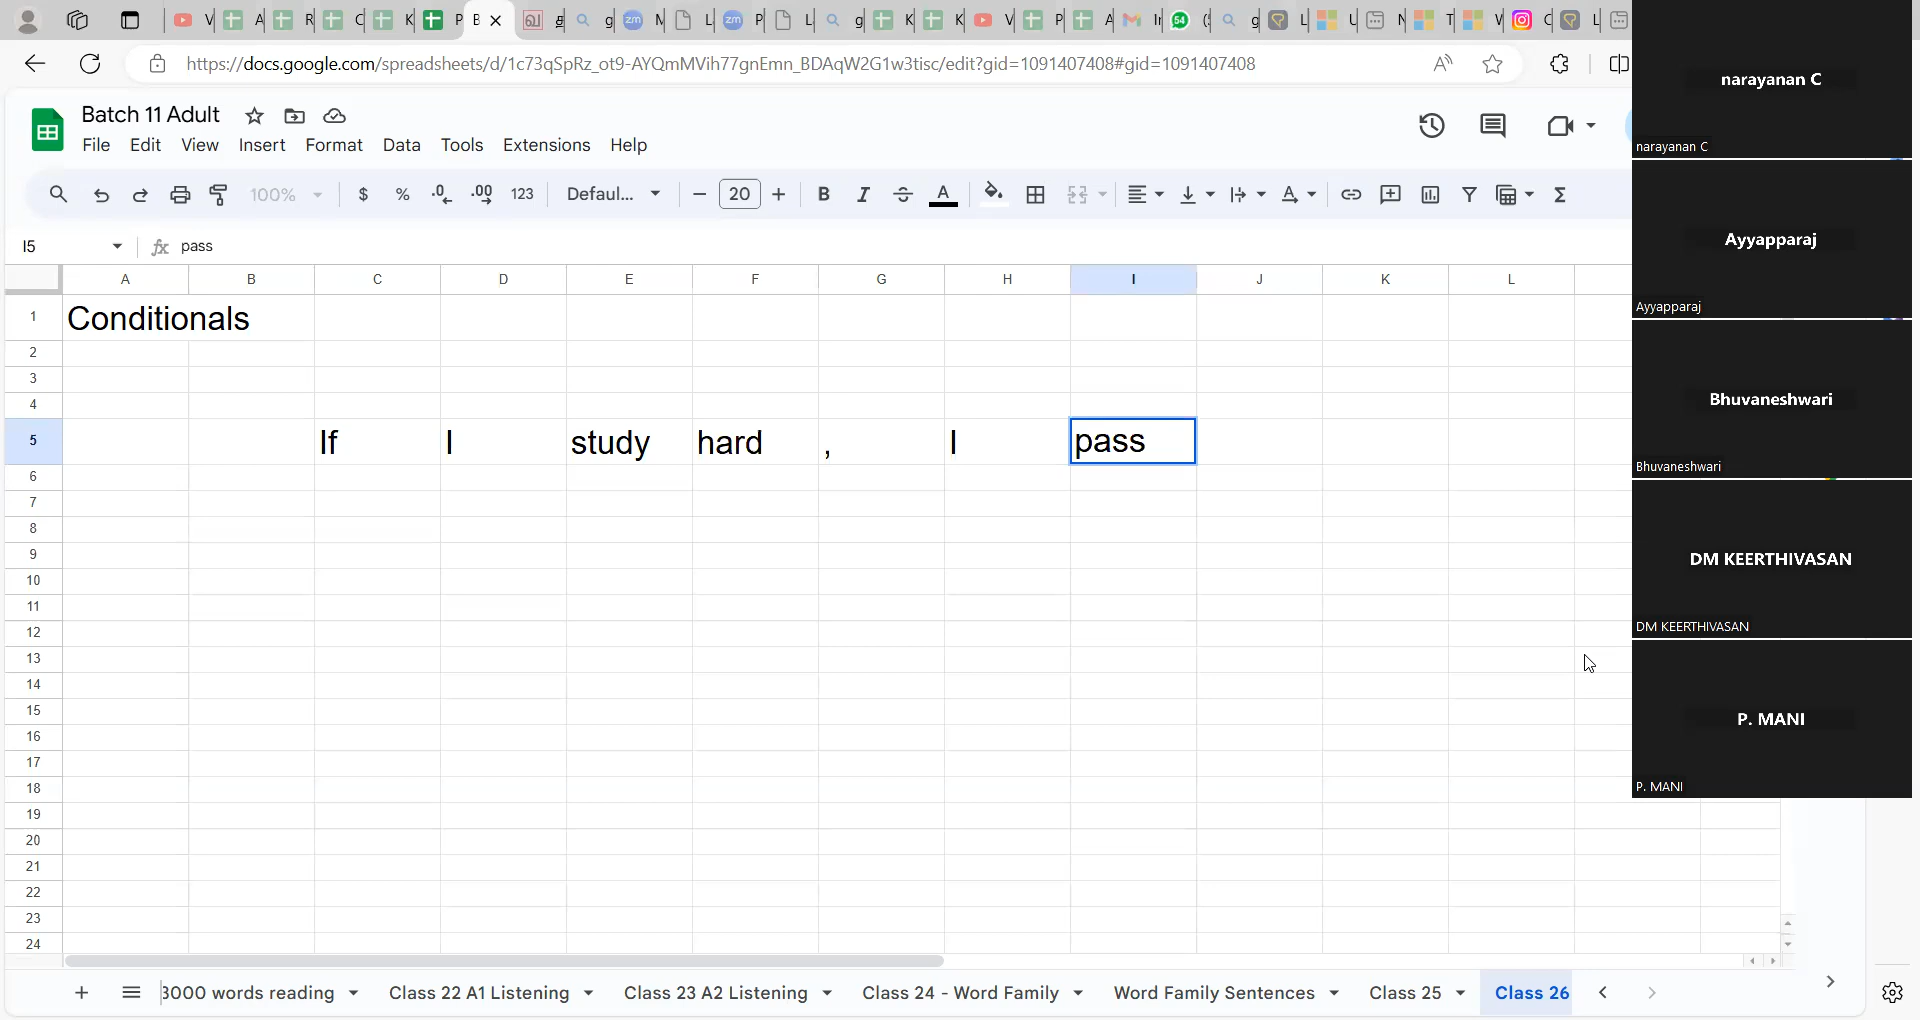 V A R C K P B தி g M L P L g K K V P A I 54 (5 g L U N T V C L
https://docs.google.com/spreadsheets/d/1c73qSpRz_ot9-AYQmMVih77gnEmn_BDAqW2G1w3tisc/edit?gid=1091407408#gid=1091407408
Batch 11 Adult
File Edit View Insert Format Data Tools Extensions Help
100% $ % .0 .00 123 Defaul... 20 B I A
I5 fx pass
A B C D E F G H I J K L
1 Conditionals
2
3
4
5 If I study hard , I pass
6
7
8
9
10
11
12
13
14
15
16
17
18
19
20
21
22
23
24
3000 words reading Class 22 A1 Listening Class 23 A2 Listening Class 24 - Word Family Word Family Sentences Class 25 Class 26
narayanan C
narayanan C
Ayyapparaj
Ayyapparaj
Bhuvaneshwari
Bhuvaneshwari
DM KEERTHIVASAN
DM KEERTHIVASAN
P. MANI
P. MANI